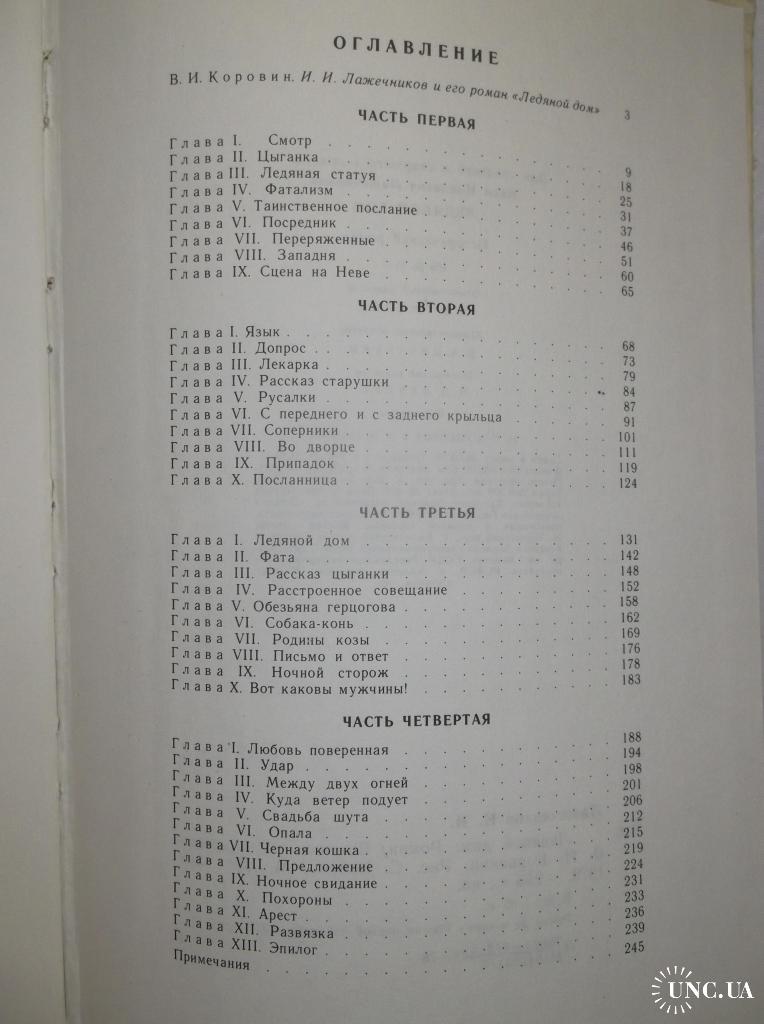 ОГЛАВЛЕНИЕ
В. И. Коровин. И. И. Лажечников и его роман «Ледяной дом» 3
ЧАСТЬ ПЕРВАЯ
Глава I. Смотр . . . . . . . . . . 9
Глава II. Цыганка . . . . . . . . . . 18
Глава III. Ледяная статуя . . . . . . . . . . 25
Глава IV. Фатализм . . . . . . . . . . 31
Глава V. Таинственное послание . . . . . . . . . . 37
Глава VI. Посредник . . . . . . . . . . 46
Глава VII. Переряженные . . . . . . . . . . 51
Глава VIII. Западня . . . . . . . . . . 60
Глава IX. Сцена на Неве . . . . . . . . . . 65
ЧАСТЬ ВТОРАЯ
Глава I. Язык . . . . . . . . . . 68
Глава II. Допрос . . . . . . . . . . 73
Глава III. Лекарка . . . . . . . . . . 79
Глава IV. Рассказ старушки . . . . . . . . . . 84
Глава V. Русалки . . . . . . . . . . 87
Глава VI. С переднего и с заднего крыльца . . . . . . 91
Глава VII. Соперники . . . . . . . . . . 101
Глава VIII. Во дворце . . . . . . . . . . 111
Глава IX. Припадок . . . . . . . . . . 119
Глава X. Посланница . . . . . . . . . . 124
ЧАСТЬ ТРЕТЬЯ
Глава I. Ледяной дом . . . . . . . . . . 131
Глава II. Фата . . . . . . . . . . 142
Глава III. Рассказ цыганки . . . . . . . . . . 148
Глава IV. Расстроенное совещание . . . . . . . . 152
Глава V. Обезьяна герцогова . . . . . . . . . . 158
Глава VI. Собака-конь . . . . . . . . . . 162
Глава VII. Родины козы . . . . . . . . . . 169
Глава VIII. Письмо и ответ . . . . . . . . . . 176
Глава IX. Ночной сторож . . . . . . . . . . 178
Глава X. Вот каковы мужчины! . . . . . . . . . . 183
ЧАСТЬ ЧЕТВЕРТАЯ
Глава I. Любовь поверенная . . . . . . . . . . 188
Глава II. Удар . . . . . . . . . . 194
Глава III. Между двух огней . . . . . . . . . . 198
Глава IV. Куда ветер подует . . . . . . . . . . 201
Глава V. Свадьба шута . . . . . . . . . . 206
Глава VI. Опала . . . . . . . . . . 212
Глава VII. Черная кошка . . . . . . . . . . 215
Глава VIII. Предложение . . . . . . . . . . 219
Глава IX. Ночное свидание . . . . . . . . . . 224
Глава X. Похороны . . . . . . . . . . 231
Глава XI. Арест . . . . . . . . . . 233
Глава XII. Развязка . . . . . . . . . . 236
Глава XIII. Эпилог . . . . . . . . . . 239
Примечания . . . . . . . . . . 245
UNC.UA